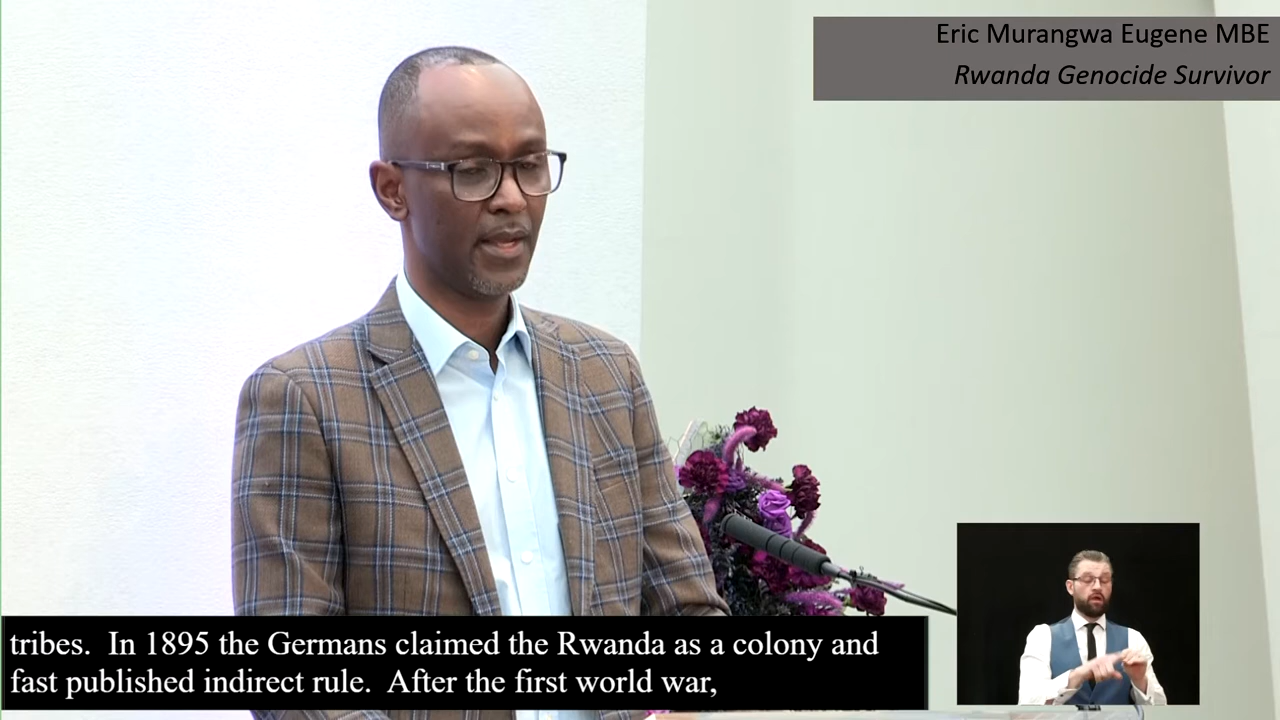 Eric Murangwa Eugene MBE
Rwanda Genocide Survivor
tribes.  In 1895 the Germans claimed the Rwanda as a colony and
fast published indirect rule.  After the first world war,